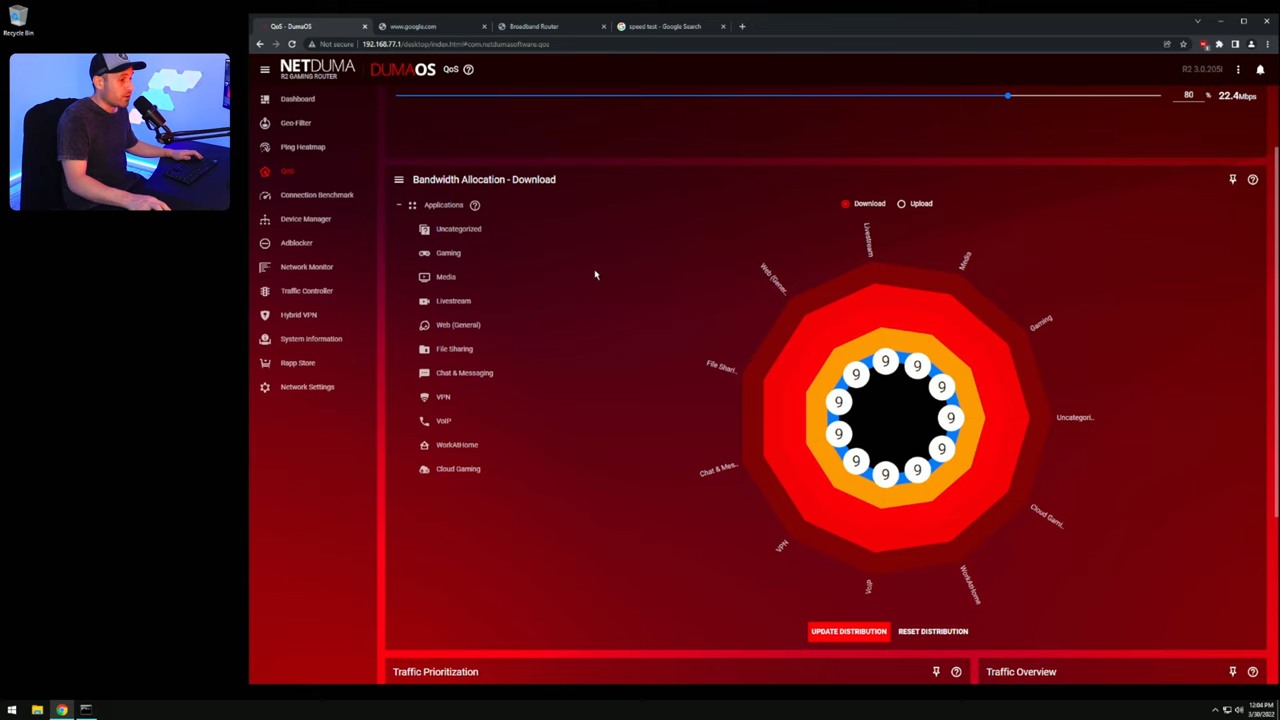 Recycle Bin
QoS - DumaOS
www.google.com
Broadband Router
speed test - Google Search
Not secure
192.168.77.1/desktop/index.html#com.netdumasoftware.qos
NETDUMA
R2 GAMING ROUTER
DUMAOS
QoS
R2 3.0.205i
Dashboard
Geo-Filter
Ping Heatmap
QoS
Connection Benchmark
Device Manager
Adblocker
Network Monitor
Traffic Controller
Hybrid VPN
System Information
Rapp Store
Network Settings
80 % 22.4Mbps
Bandwidth Allocation - Download
Applications
Uncategorized
Gaming
Media
Livestream
Web (General)
File Sharing
Chat & Messaging
VPN
VoIP
WorkAtHome
Cloud Gaming
Download
Upload
Livestream
Media
Web (Gener..
Gaming
File Shari..
Uncategori..
Chat & Mes..
Cloud Gami..
VPN
VoIP
WorkAtHome
9
9
9
9
9
9
9
9
9
9
9
UPDATE DISTRIBUTION
RESET DISTRIBUTION
Traffic Prioritization
Traffic Overview
12:04 PM
3/30/2022